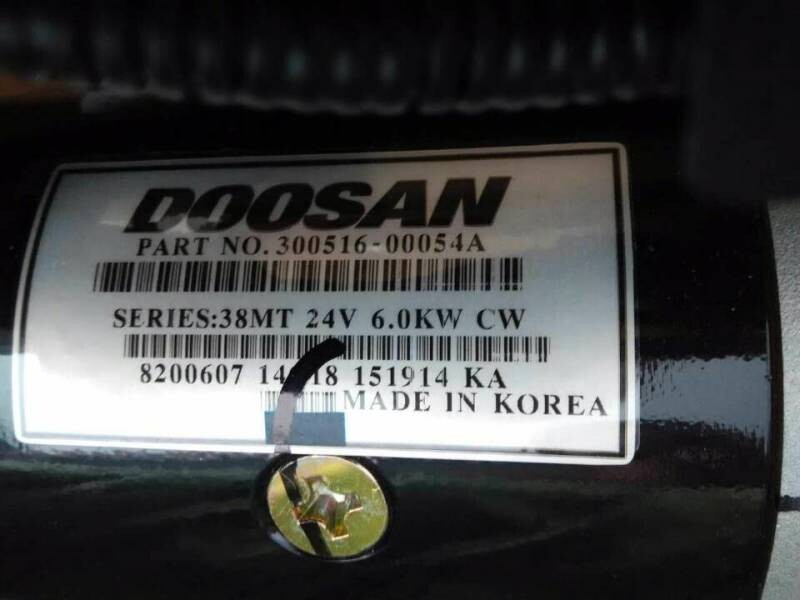 DOOSAN
PART NO. 300516-00054A
SERIES:38MT 24V 6.0KW CW
8200607 151914 KA
MADE IN KOREA